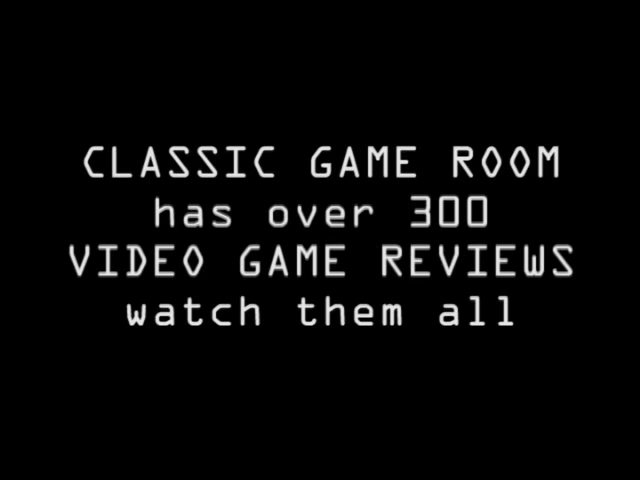 CLASSIC GAME ROOM
has over 300
VIDEO GAME REVIEWS
watch them all